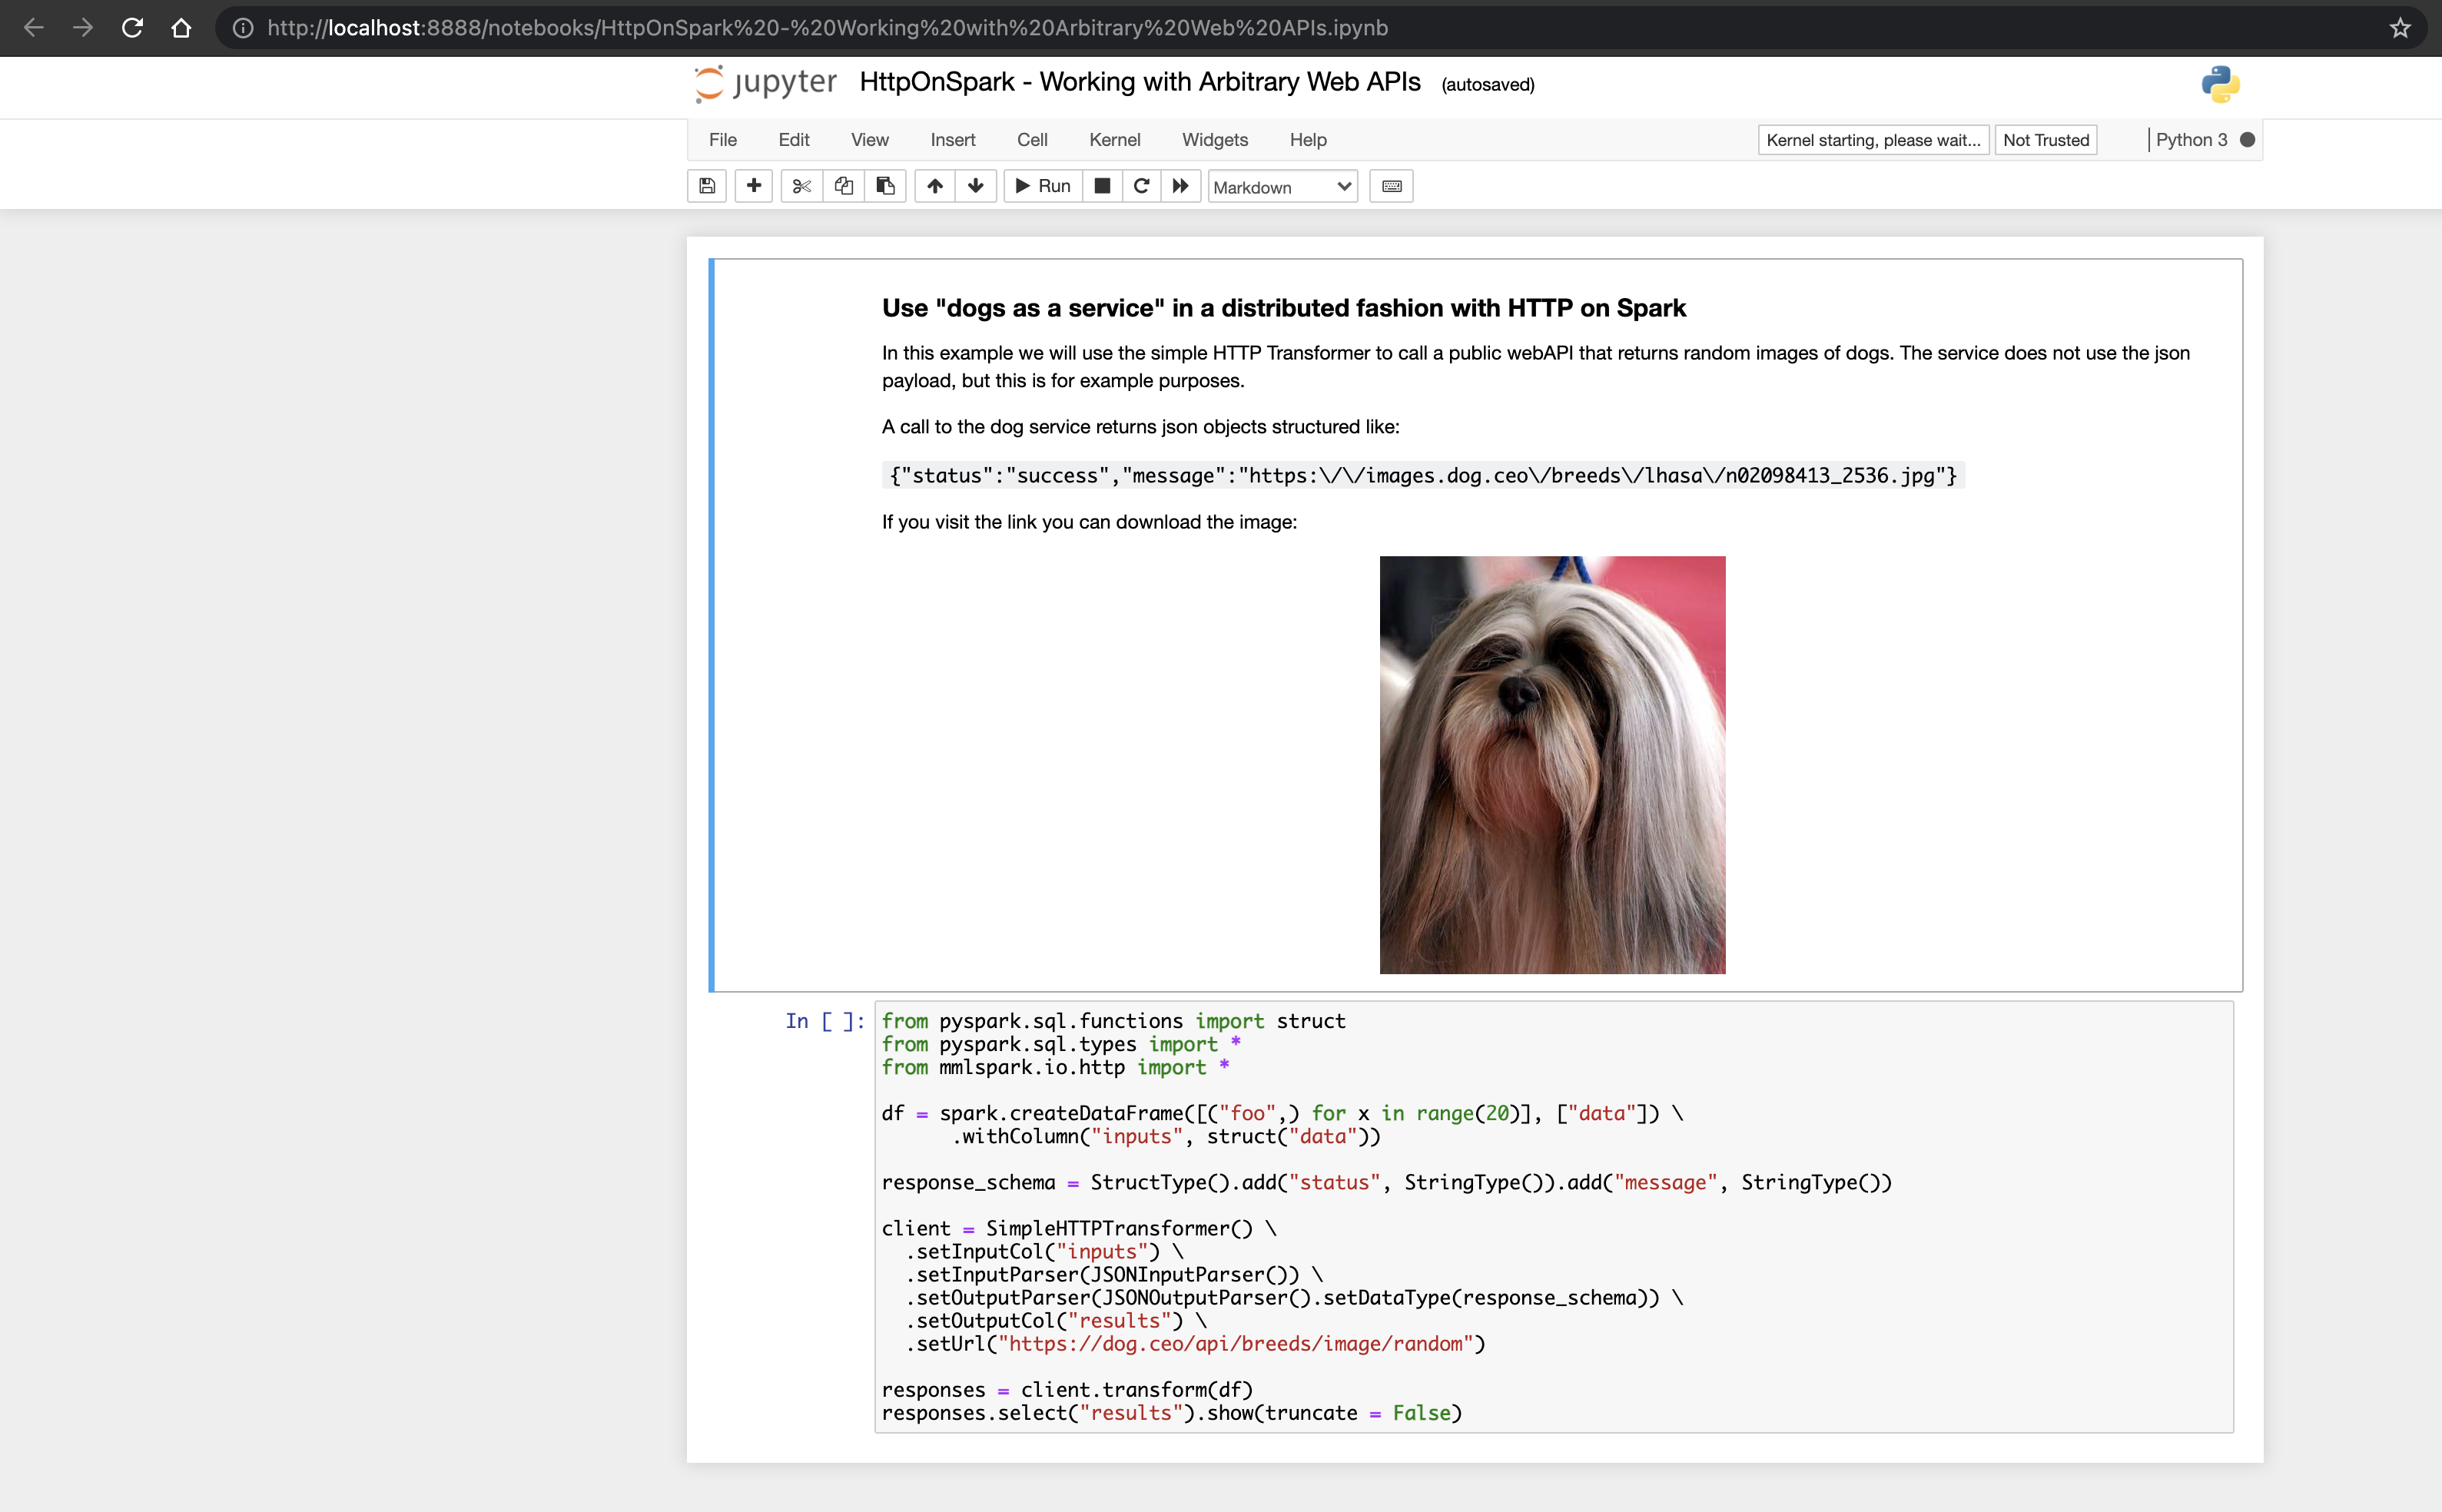 http://localhost:8888/notebooks/HttpOnSpark%20-%20Working%20with%20Arbitrary%20Web%20APIs.ipynb
jupyter HttpOnSpark - Working with Arbitrary Web APIs (autosaved)
File Edit View Insert Cell Kernel Widgets Help Kernel starting, please wait... Not Trusted Python 3
Run Markdown
Use "dogs as a service" in a distributed fashion with HTTP on Spark
In this example we will use the simple HTTP Transformer to call a public webAPI that returns random images of dogs. The service does not use the json
payload, but this is for example purposes.
A call to the dog service returns json objects structured like:
{"status":"success","message":"https:\/\/images.dog.ceo\/breeds\/lhasa\/n02098413_2536.jpg"}
If you visit the link you can download the image:
In [ ]: from pyspark.sql.functions import struct
from pyspark.sql.types import *
from mmlspark.io.http import *
df = spark.createDataFrame([("foo",) for x in range(20)], ["data"]) \
      .withColumn("inputs", struct("data"))
response_schema = StructType().add("status", StringType()).add("message", StringType())
client = SimpleHTTPTransformer() \
  .setInputCol("inputs") \
  .setInputParser(JSONInputParser()) \
  .setOutputParser(JSONOutputParser().setDataType(response_schema)) \
  .setOutputCol("results") \
  .setUrl("https://dog.ceo/api/breeds/image/random")
responses = client.transform(df)
responses.select("results").show(truncate = False)